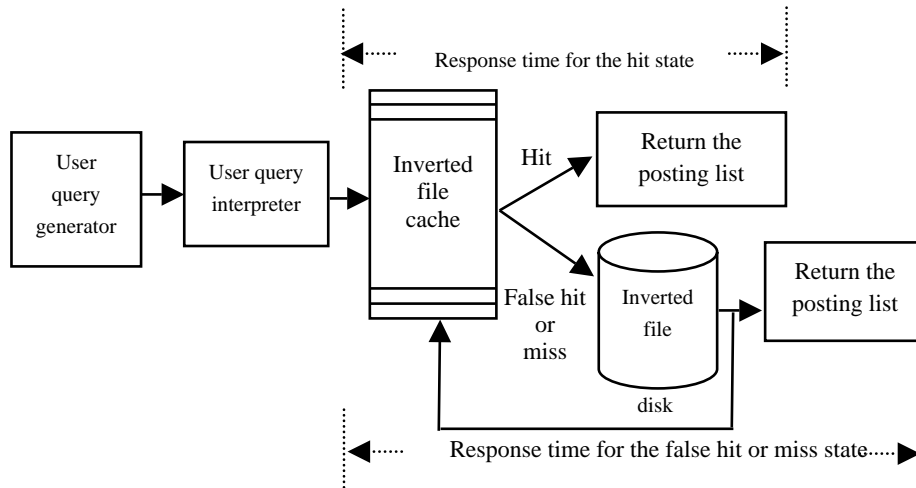 Response time for the hit state
User
query
generator
User query
interpreter
Inverted
file
cache
Hit
Return the
posting list
False hit
or
miss
Inverted
file
disk
Return the
posting list
Response time for the false hit or miss state